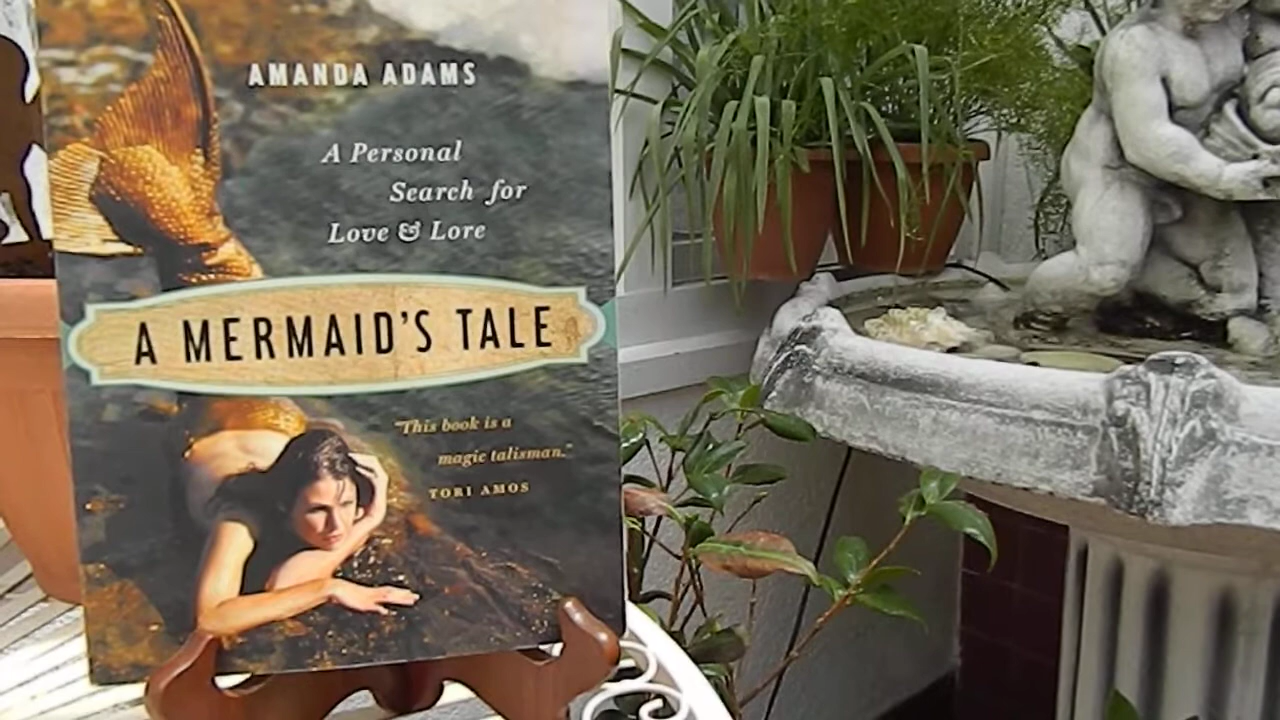 AMANDA ADAMS
A Personal
Search for
Love & Lore
A MERMAID'S TALE
"This book is a
magic talisman."
TORI AMOS